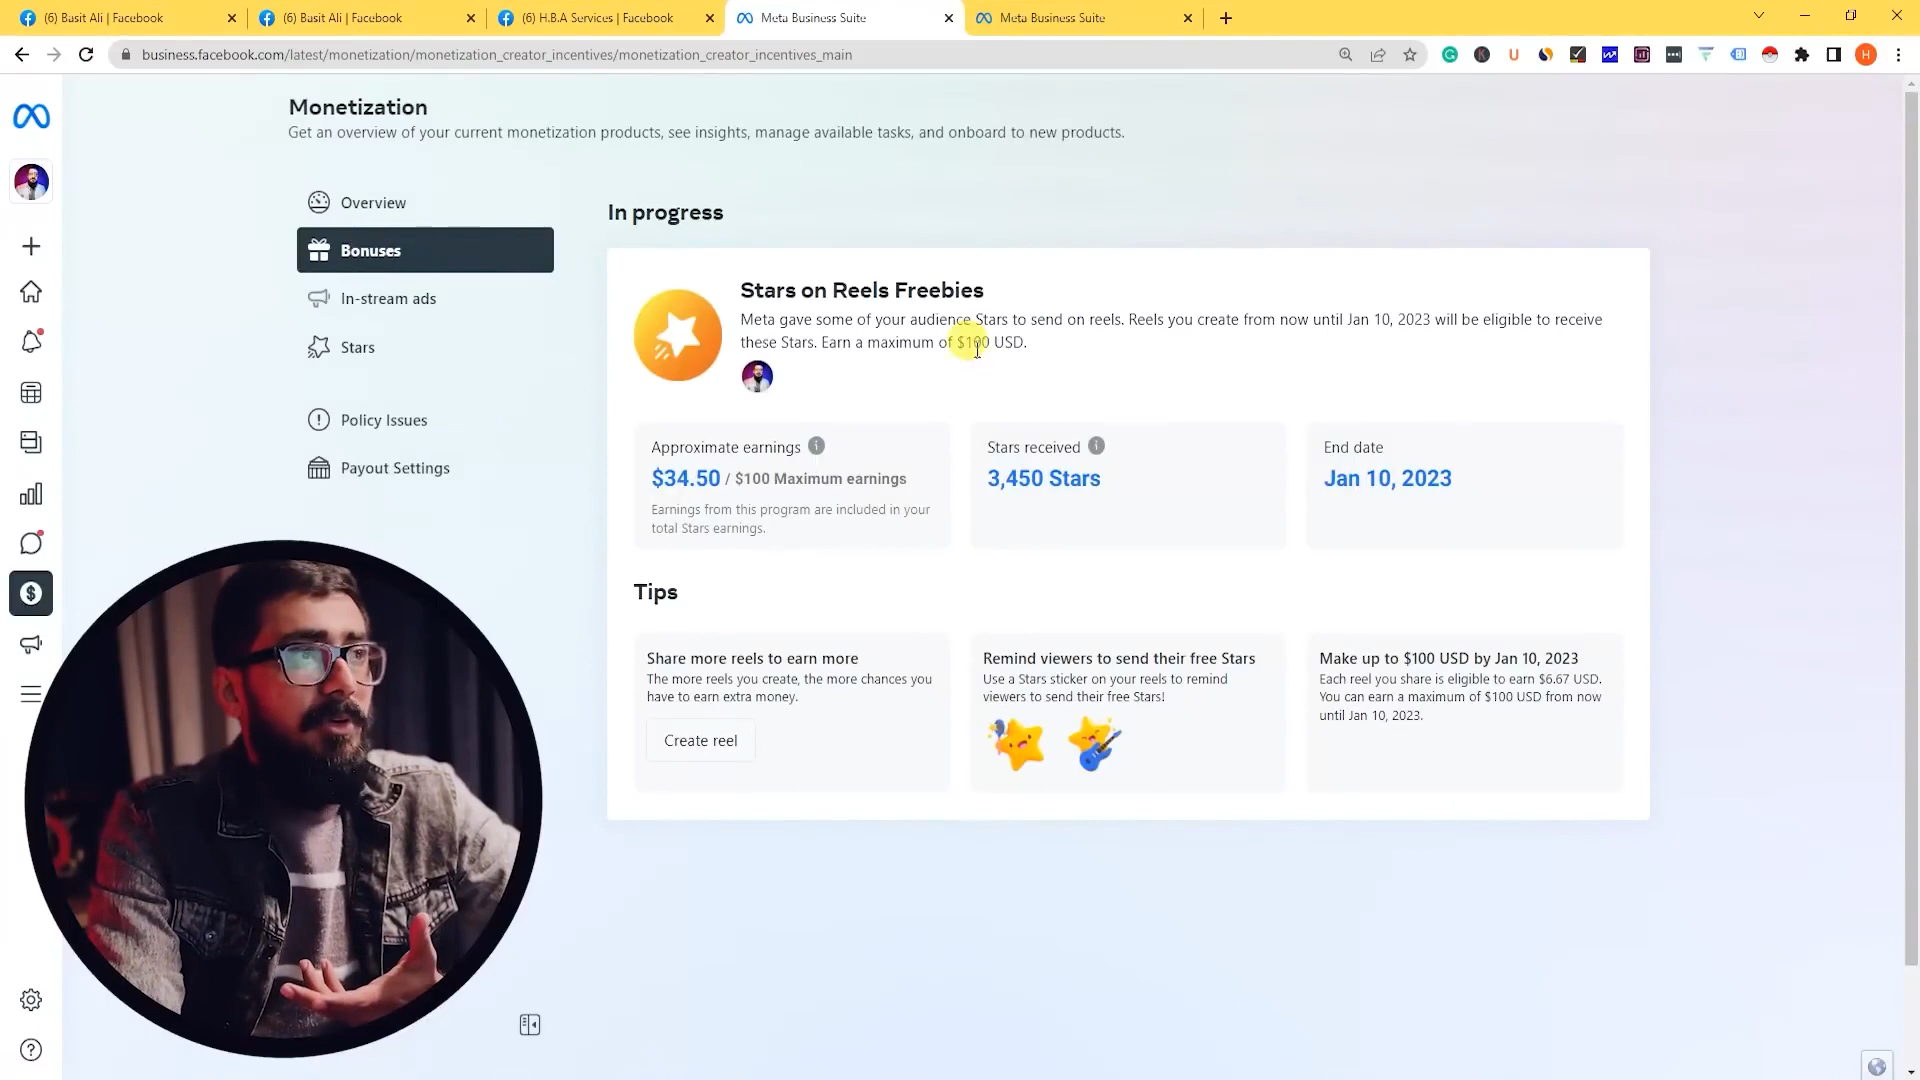 (6) Basit Ali | Facebook
(6) Basit Ali | Facebook
(6) H.B.A Services | Facebook
Meta Business Suite
Meta Business Suite
business.facebook.com/latest/monetization/monetization_creator_incentives/monetization_creator_incentives_main
H
Monetization
Get an overview of your current monetization products, see insights, manage available tasks, and onboard to new products.
Overview
Bonuses
In-stream ads
Stars
Policy Issues
Payout Settings
In progress
Stars on Reels Freebies
Meta gave some of your audience Stars to send on reels. Reels you create from now until Jan 10, 2023 will be eligible to receive
these Stars. Earn a maximum of $100 USD.
Approximate earnings
$34.50 / $100 Maximum earnings
Earnings from this program are included in your
total Stars earnings.
Stars received
3,450 Stars
End date
Jan 10, 2023
Tips
Share more reels to earn more
The more reels you create, the more chances you
have to earn extra money.
Create reel
Remind viewers to send their free Stars
Use a Stars sticker on your reels to remind
viewers to send their free Stars!
Make up to $100 USD by Jan 10, 2023
Each reel you share is eligible to earn $6.67 USD.
You can earn a maximum of $100 USD from now
until Jan 10, 2023.